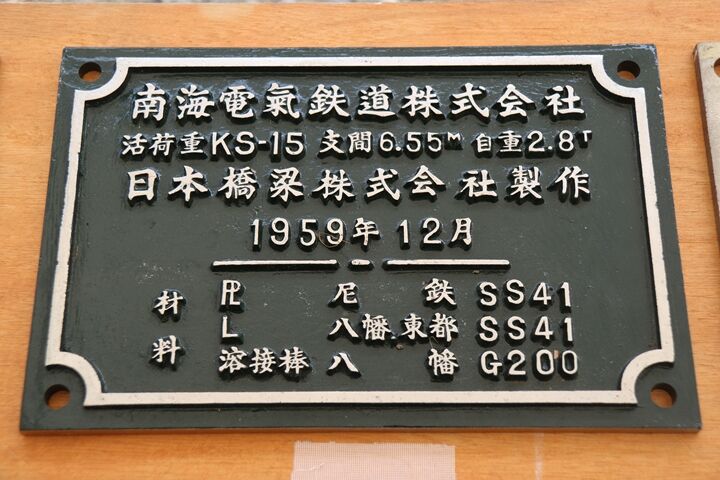 南海電氣鉄道株式会社
活荷重KS-15 支間6.55M 自重2.8T
日本橋梁株式会社製作
1959年12月
材料
PL 尼鉄 SS41
L 八幡.東都 SS41
溶接棒 八幡 G200